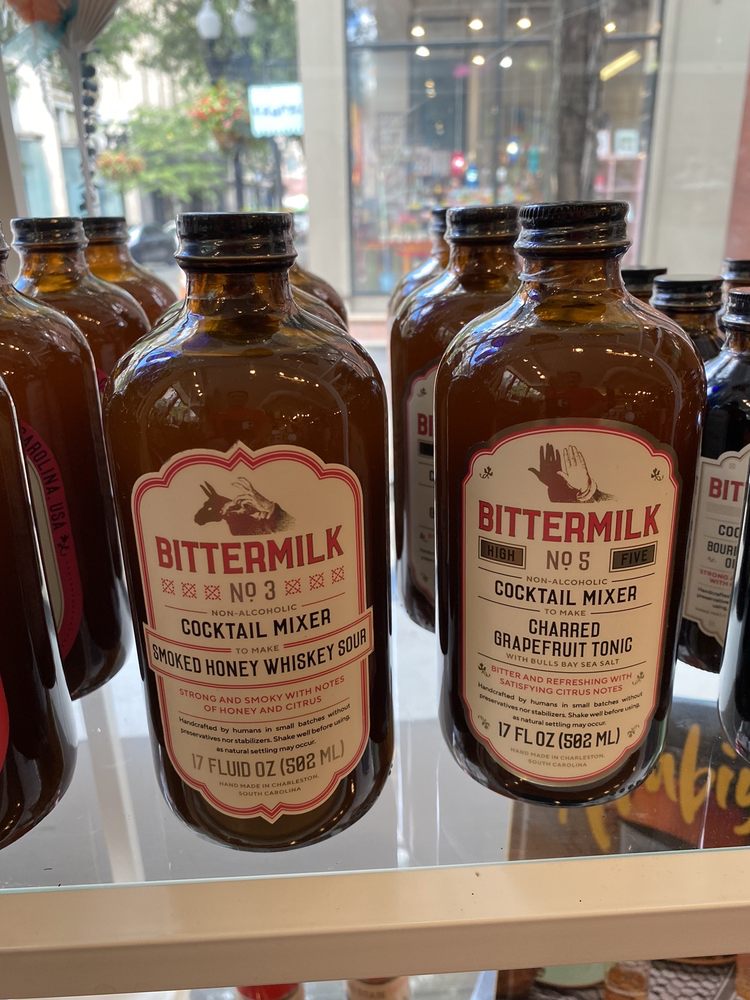 BITTERMILK
Nº 3
NON-ALCOHOLIC
COCKTAIL MIXER
TO MAKE
SMOKED HONEY WHISKEY SOUR
STRONG AND SMOKY WITH NOTES
OF HONEY AND CITRUS
Handcrafted by humans in small batches without
preservatives nor stabilizers. Shake well before using,
as natural settling may occur.
17 FLUID OZ (502 ML)
HAND MADE IN CHARLESTON,
SOUTH CAROLINA
BITTERMILK
HIGH Nº 5 FIVE
NON-ALCOHOLIC
COCKTAIL MIXER
TO MAKE
CHARRED
GRAPEFRUIT TONIC
WITH BULLS BAY SEA SALT
BITTER AND REFRESHING WITH
SATISFYING CITRUS NOTES
Handcrafted by humans in small batches without
preservatives nor stabilizers. Shake well before using,
as natural settling may occur.
17 FL OZ (502 ML)
HAND MADE IN CHARLESTON,
SOUTH CAROLINA
CAROLINA USA
BIT